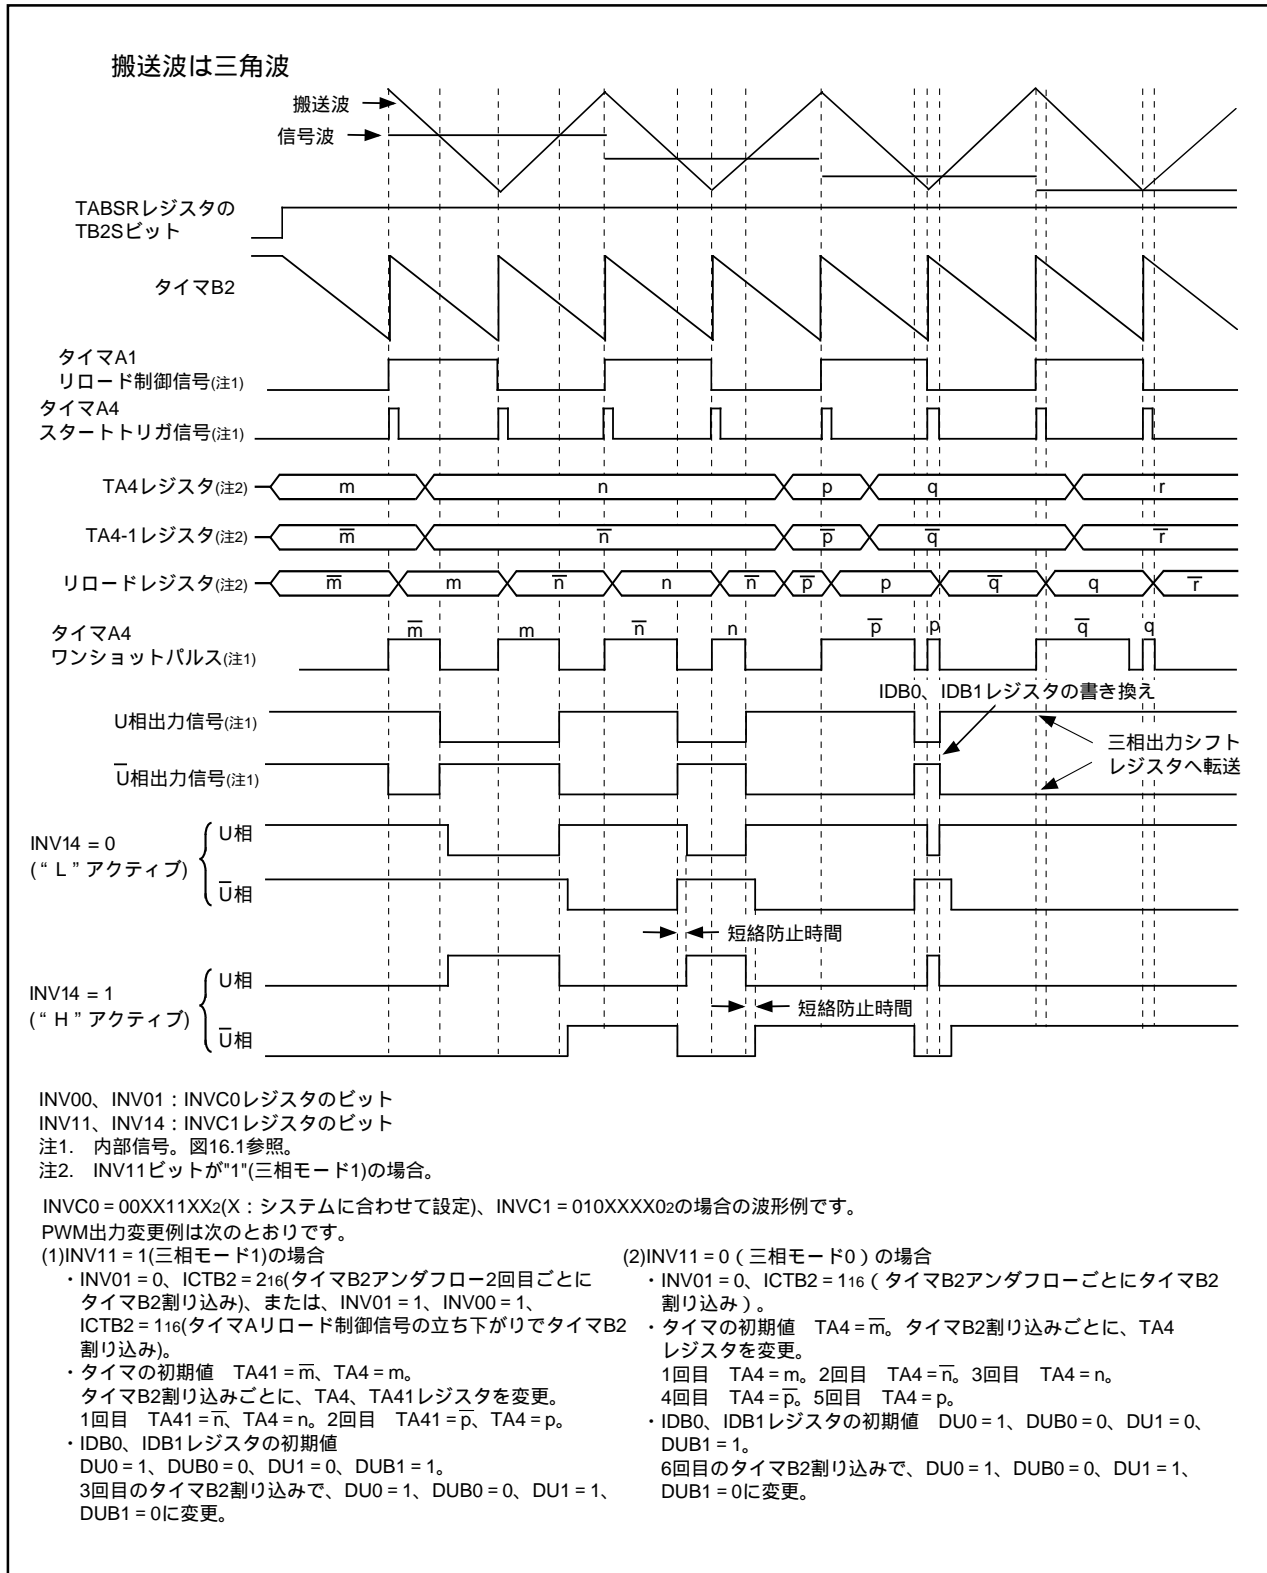 搬送波は三角波
搬送波
信号波
TABSRレジスタの
TB2Sビット
タイマB2
タイマA1
リロード制御信号(注1)
タイマA4
スタートトリガ信号(注1)
TA4レジスタ(注2)
m n p q r
TA4-1レジスタ(注2)
m̅ n̅ p̅ q̅ r̅
リロードレジスタ(注2)
m̅ m n̅ n n̅ p̅ p q̅ q r̅
タイマA4
ワンショットパルス(注1)
m̅ m n̅ n p̅ p q̅ q
IDB0、IDB1レジスタの書き換え
U相出力信号(注1)
三相出力シフト
レジスタへ転送
U̅相出力信号(注1)
INV14 = 0
(“ L ” アクティブ)
U相
U̅相
短絡防止時間
INV14 = 1
(“ H ” アクティブ)
U相
U̅相
短絡防止時間
INV00、INV01：INVC0レジスタのビット
INV11、INV14：INVC1レジスタのビット
注1. 内部信号。図16.1参照。
注2. INV11ビットが"1"(三相モード1)の場合。
INVC0 = 00XX11XX2(X：システムに合わせて設定)、INVC1 = 010XXXX02の場合の波形例です。
PWM出力変更例は次のとおりです。
(1)INV11 = 1(三相モード1)の場合
・INV01 = 0、ICTB2 = 216(タイマB2アンダフロー2回目ごとに
タイマB2割り込み)、または、INV01 = 1、INV00 = 1、
ICTB2 = 116(タイマAリロード制御信号の立ち下がりでタイマB2
割り込み)。
・タイマの初期値 TA41 = m̅、TA4 = m。
タイマB2割り込みごとに、TA4、TA41レジスタを変更。
1回目 TA41 = n̅、TA4 = n。2回目 TA41 = p̅、TA4 = p。
・IDB0、IDB1レジスタの初期値
DU0 = 1、DUB0 = 0、DU1 = 0、DUB1 = 1。
3回目のタイマB2割り込みで、DU0 = 1、DUB0 = 0、DU1 = 1、
DUB1 = 0に変更。
(2)INV11 = 0（三相モード0）の場合
・INV01 = 0、ICTB2 = 116（タイマB2アンダフローごとにタイマB2
割り込み）。
・タイマの初期値 TA4 = m̅。タイマB2割り込みごとに、TA4
レジスタを変更。
1回目 TA4 = m。2回目 TA4 = n̅。3回目 TA4 = n。
4回目 TA4 = p̅。5回目 TA4 = p。
・IDB0、IDB1レジスタの初期値 DU0 = 1、DUB0 = 0、DU1 = 0、
DUB1 = 1。
6回目のタイマB2割り込みで、DU0 = 1、DUB0 = 0、DU1 = 1、
DUB1 = 0に変更。